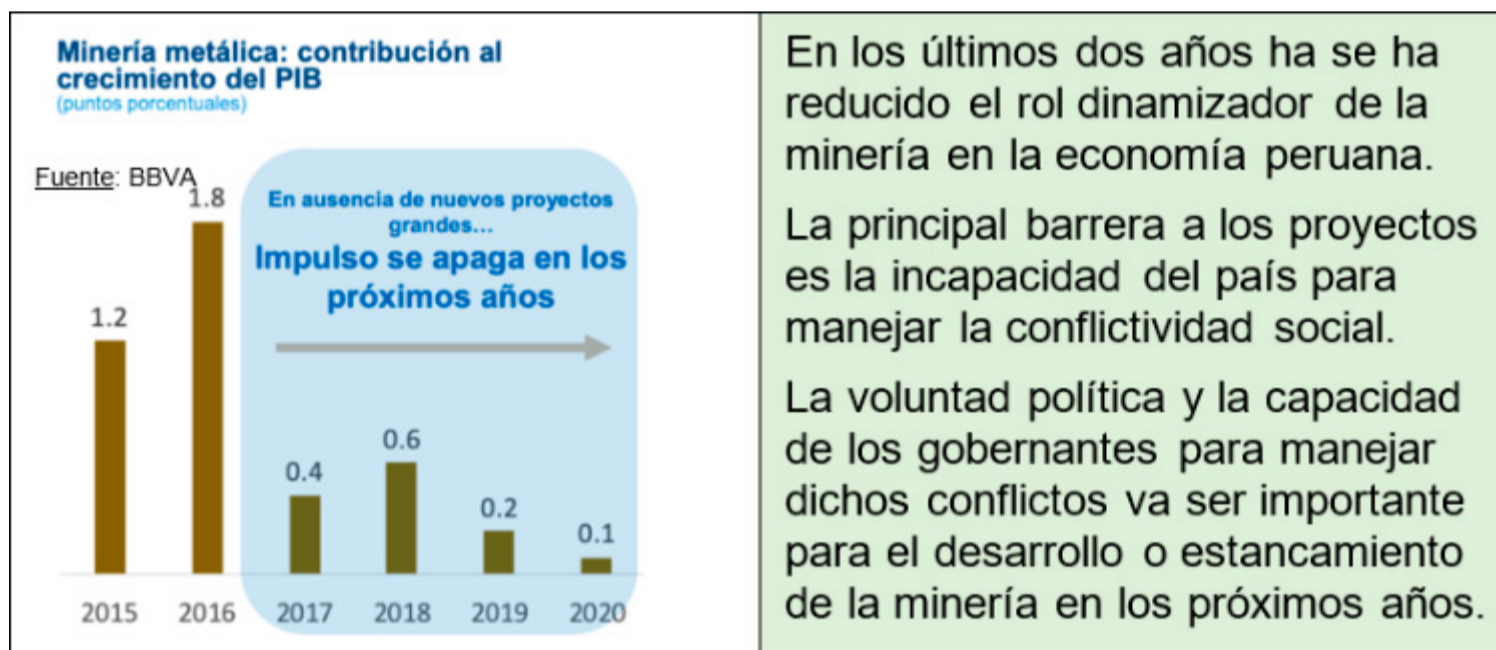 Minería metálica: contribución al
crecimiento del PIB
(puntos porcentuales)
Fuente: BBVA
1.8
En ausencia de nuevos proyectos
grandes...
Impulso se apaga en los
próximos años
1.2
0.4
0.6
0.2
0.1
2015 2016 2017 2018 2019 2020
En los últimos dos años ha se ha
reducido el rol dinamizador de la
minería en la economía peruana.
La principal barrera a los proyectos
es la incapacidad del país para
manejar la conflictividad social.
La voluntad política y la capacidad
de los gobernantes para manejar
dichos conflictos va ser importante
para el desarrollo o estancamiento
de la minería en los próximos años.